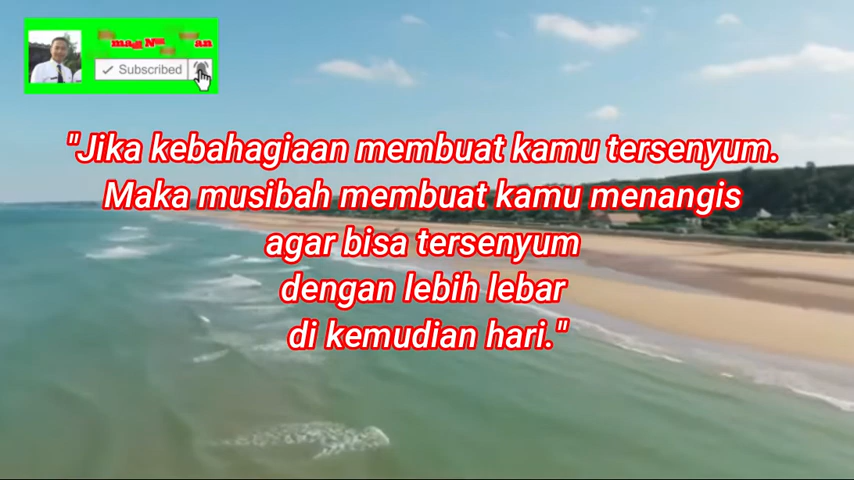 Subscribed
"Jika kebahagiaan membuat kamu tersenyum.
Maka musibah membuat kamu menangis
agar bisa tersenyum
dengan lebih lebar
di kemudian hari."